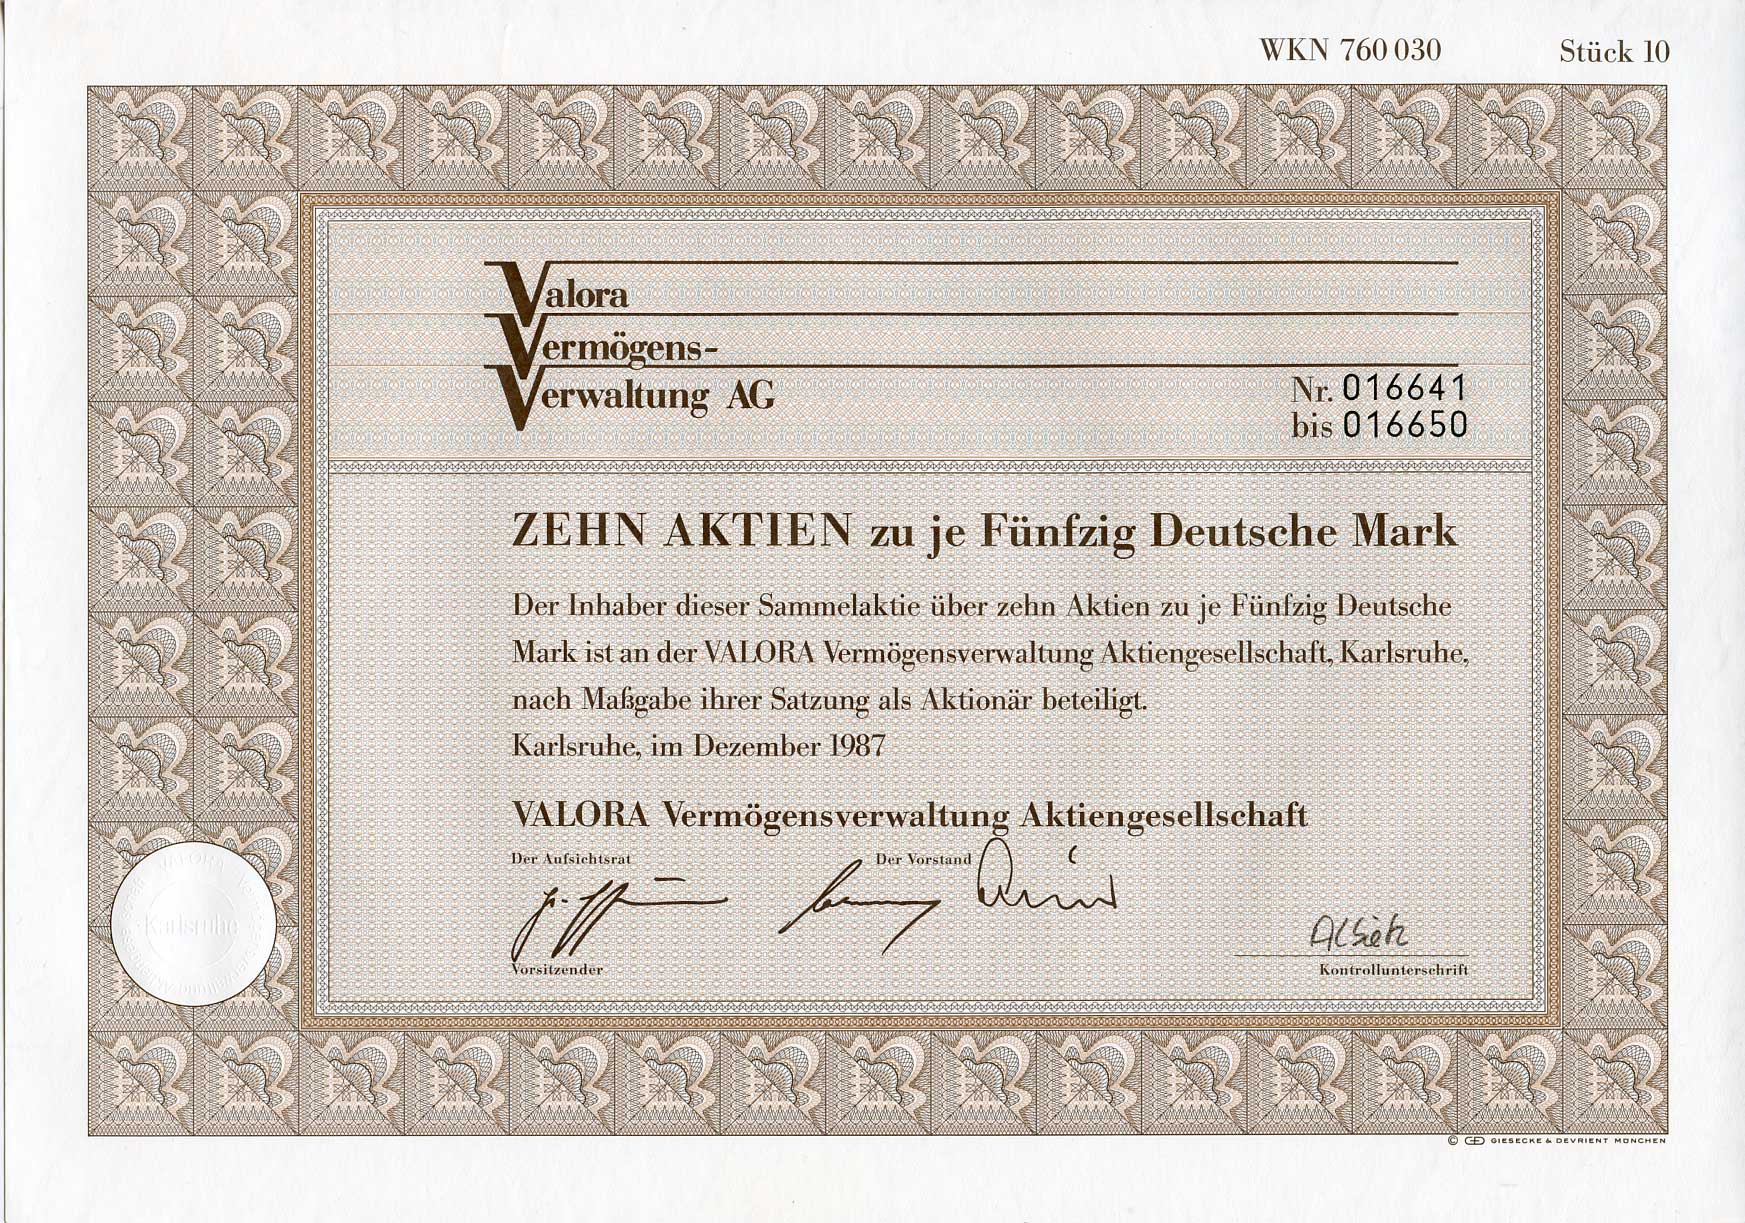 WKN 760 030 Stück 10
Valora
Vermögens-
Verwaltung AG
Nr. 016641
bis 016650
ZEHN AKTIEN zu je Fünfzig Deutsche Mark
Der Inhaber dieser Sammelaktie über zehn Aktien zu je Fünfzig Deutsche
Mark ist an der VALORA Vermögensverwaltung Aktiengesellschaft, Karlsruhe,
nach Maßgabe ihrer Satzung als Aktionär beteiligt.
Karlsruhe, im Dezember 1987
VALORA Vermögensverwaltung Aktiengesellschaft
Der Aufsichtsrat
Der Vorstand
Vorsitzender
Kontrollunterschrift
VALORA
Karlsruhe
© GD GIESECKE & DEVRIENT MÜNCHEN